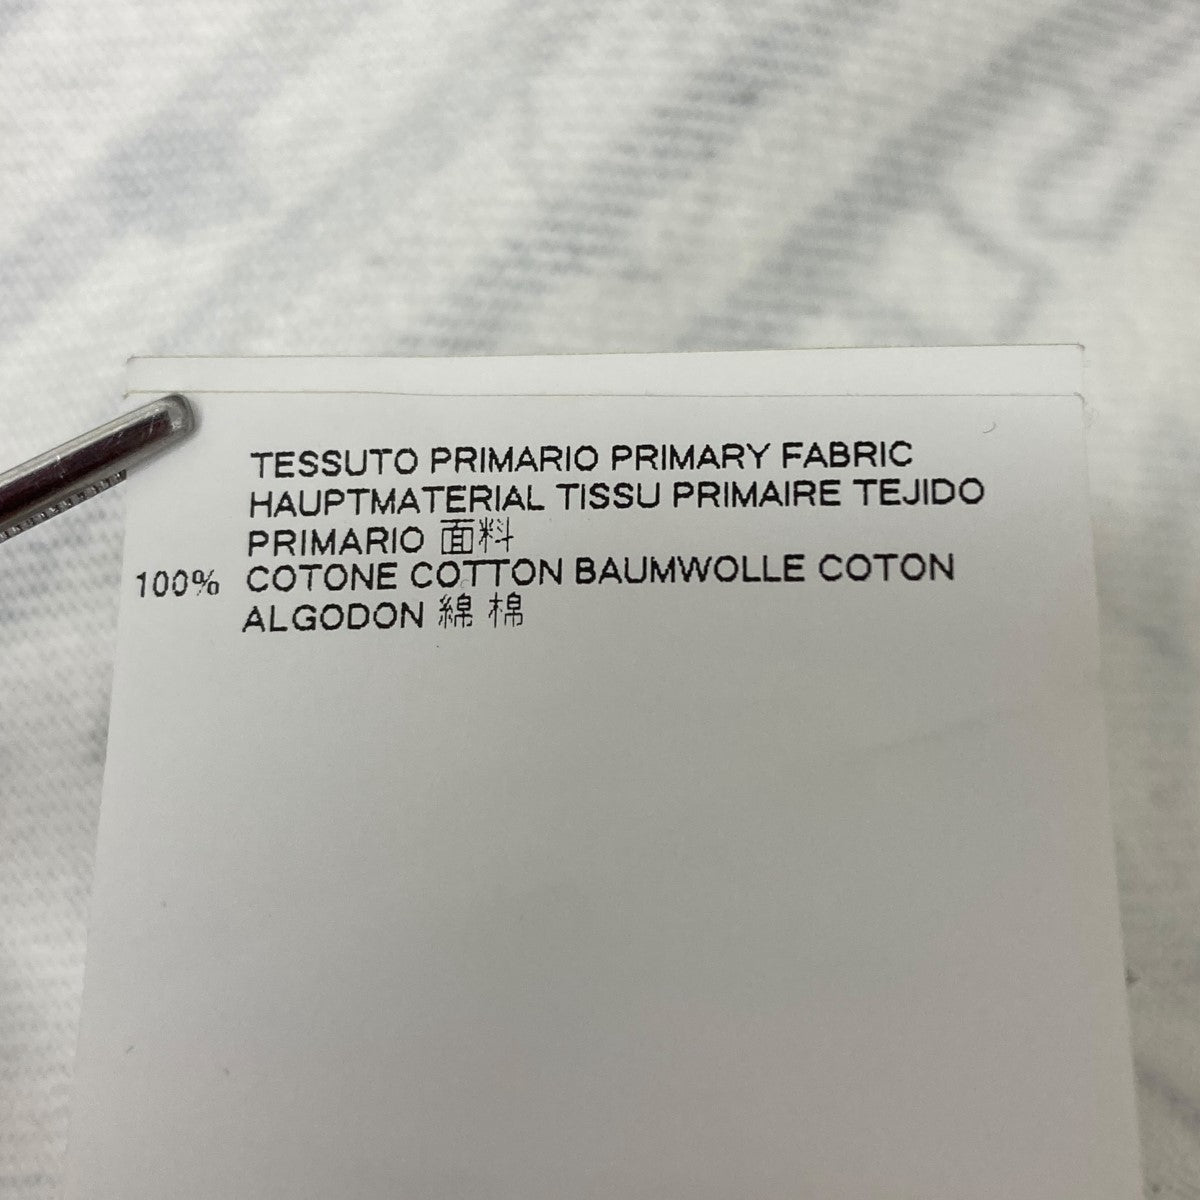 TESSUTO PRIMARIO PRIMARY FABRIC
HAUPTMATERIAL TISSU PRIMAIRE TEJIDO
PRIMARIO 面料
100% COTONE COTTON BAUMWOLLE COTON
ALGODON 綿 棉